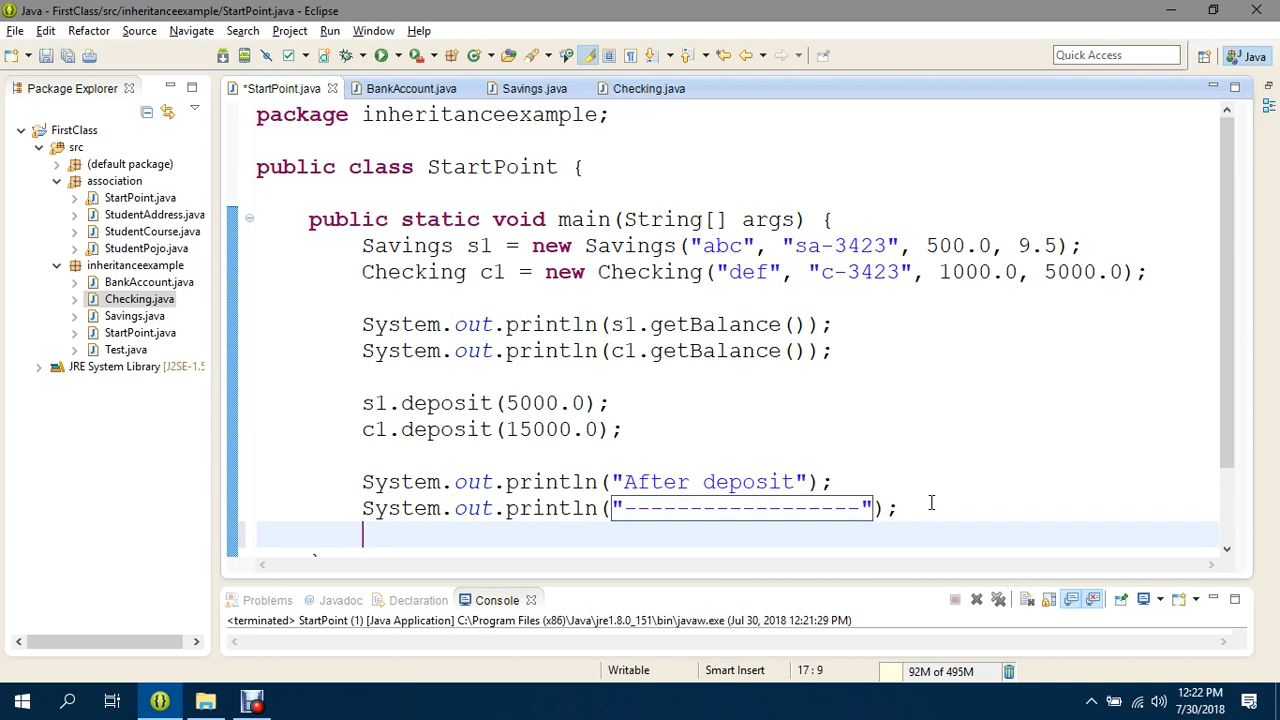 Java - FirstClass/src/inheritanceexample/StartPoint.java - Eclipse
File Edit Refactor Source Navigate Search Project Run Window Help
Quick Access
Java
Package Explorer
*StartPoint.java
BankAccount.java
Savings.java
Checking.java
FirstClass
src
(default package)
association
StartPoint.java
StudentAddress.java
StudentCourse.java
StudentPojo.java
inheritanceexample
BankAccount.java
Checking.java
Savings.java
StartPoint.java
Test.java
JRE System Library [J2SE-1.5
package inheritanceexample;
public class StartPoint {
public static void main(String[] args) {
Savings s1 = new Savings("abc", "sa-3423", 500.0, 9.5);
Checking c1 = new Checking("def", "c-3423", 1000.0, 5000.0);
System.out.println(s1.getBalance());
System.out.println(c1.getBalance());
s1.deposit(5000.0);
c1.deposit(15000.0);
System.out.println("After deposit");
System.out.println("------------------");
Problems @ Javadoc Declaration Console
<terminated> StartPoint (1) [Java Application] C:\Program Files (x86)\Java\jre1.8.0_151\bin\javaw.exe (Jul 30, 2018 12:21:29 PM)
Writable
Smart Insert
17 : 9
92M of 495M
12:22 PM
7/30/2018